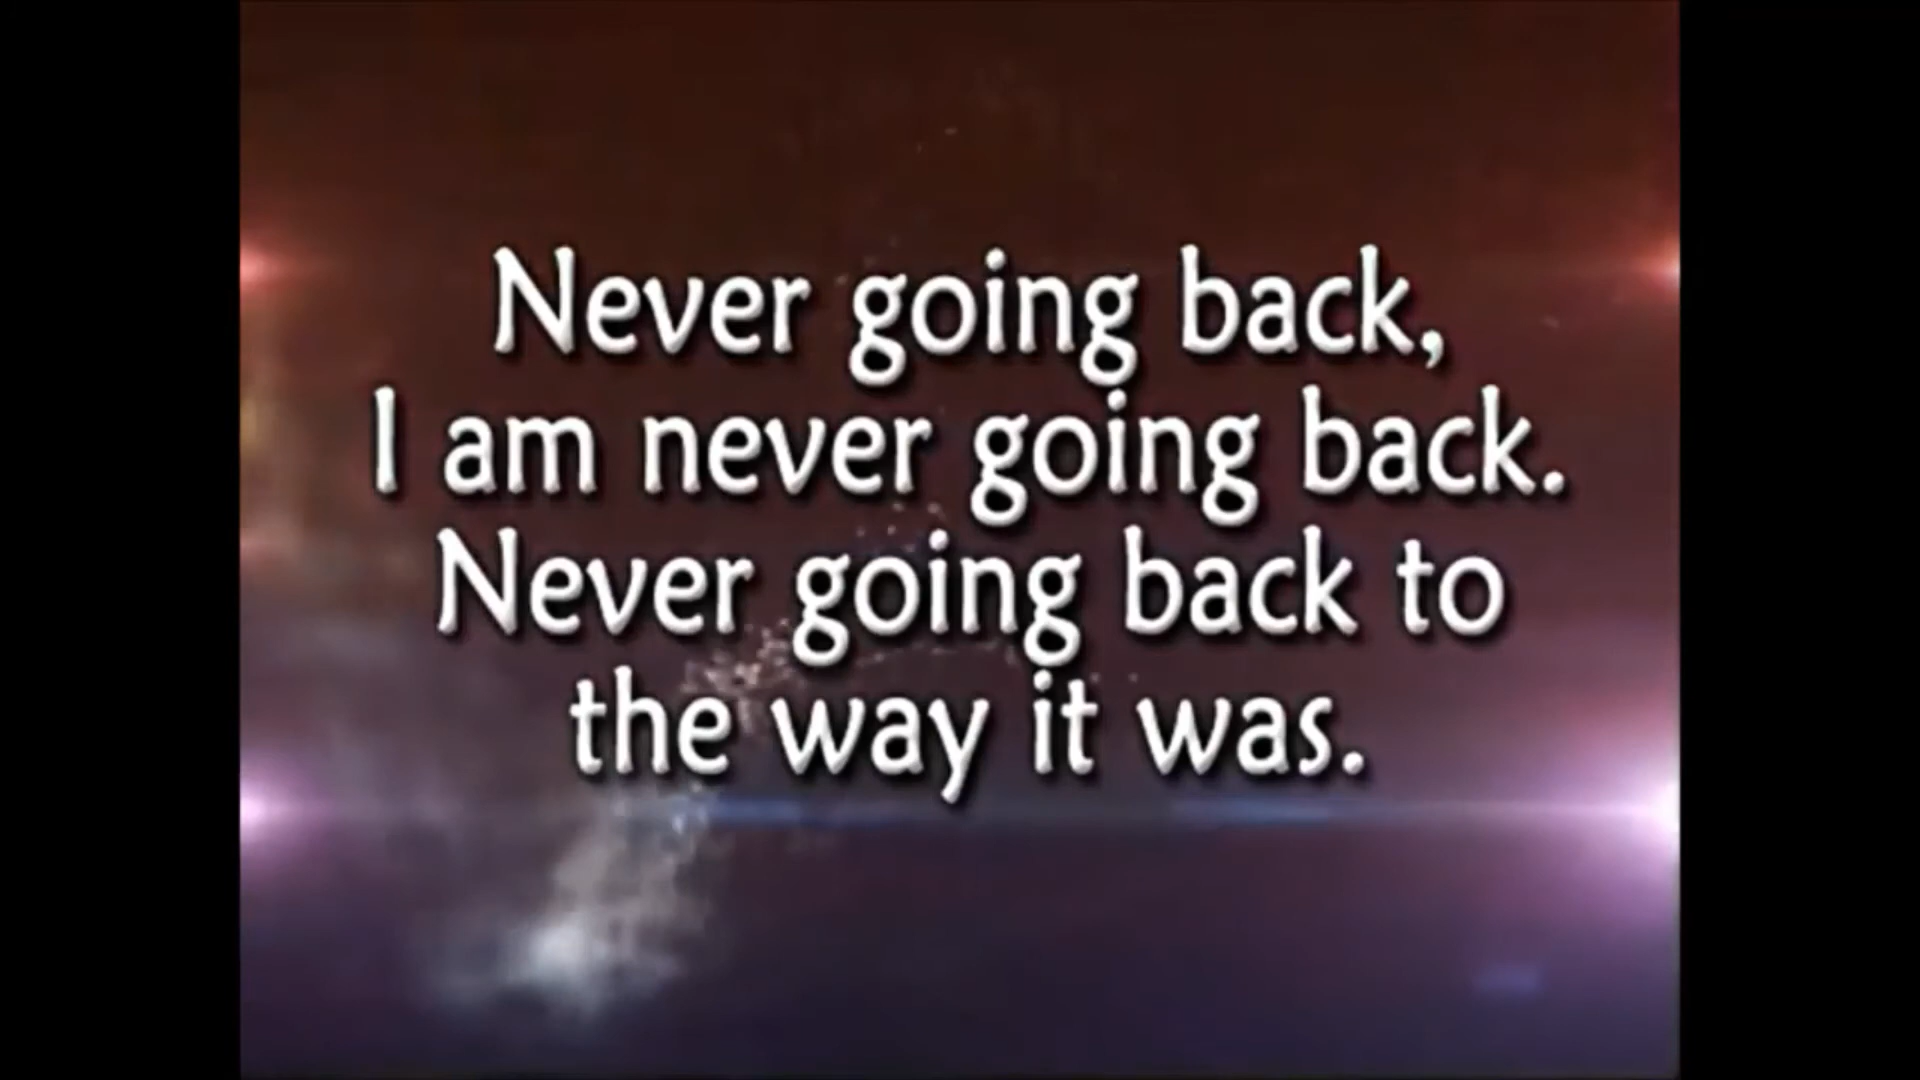 Never going back,
I am never going back.
Never going back to
the way it was.